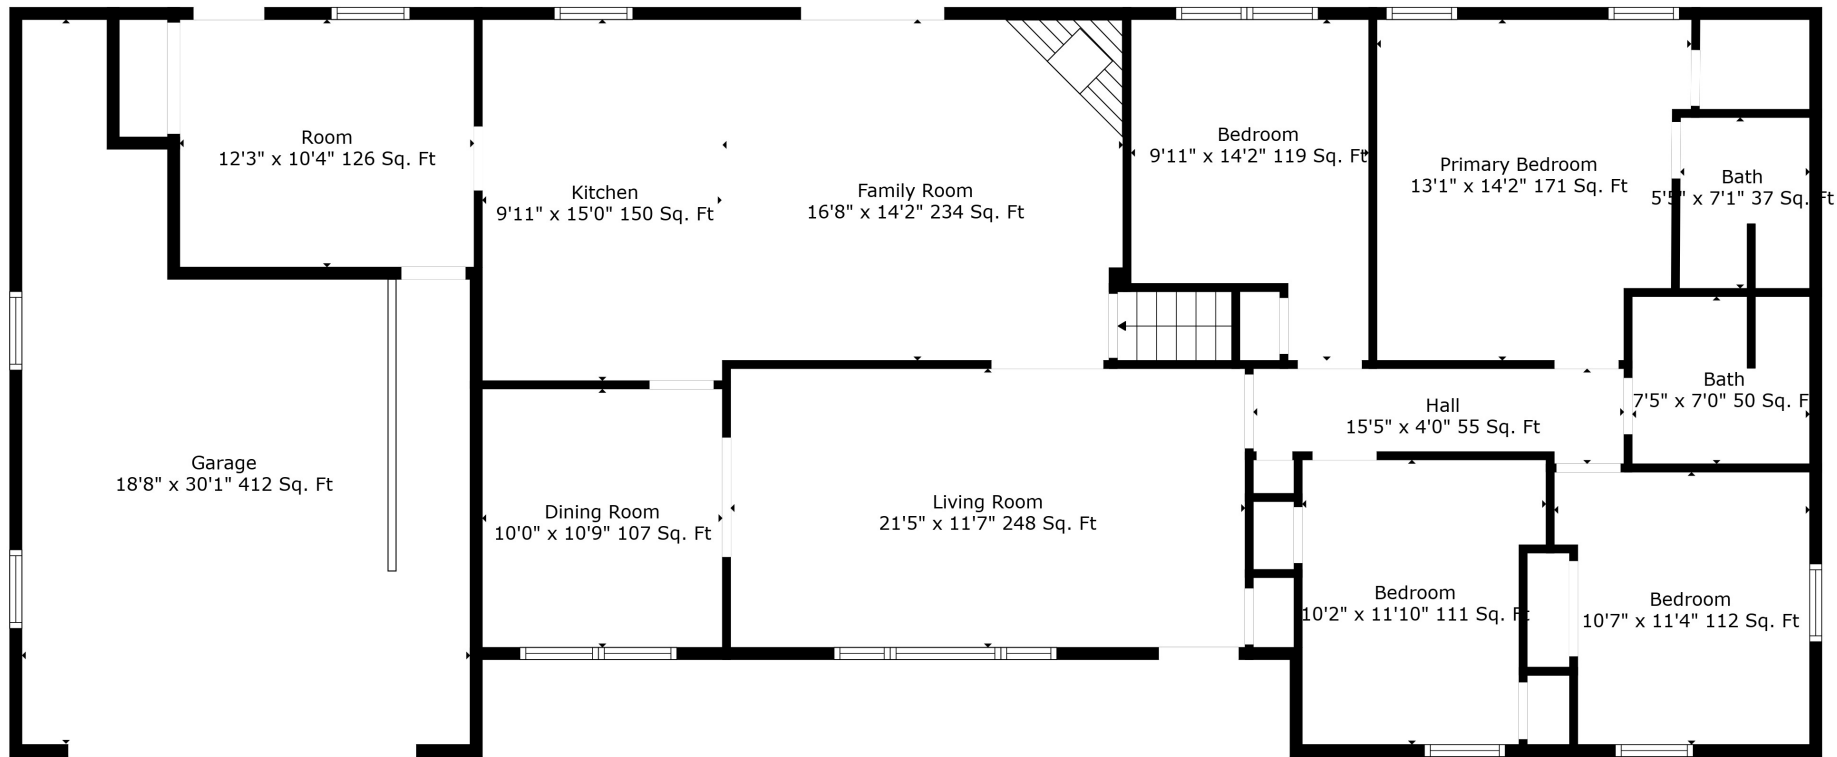 Room
12'3" x 10'4" 126 Sq. Ft
Kitchen
9'11" x 15'0" 150 Sq. Ft
Family Room
16'8" x 14'2" 234 Sq. Ft
Bedroom
9'11" x 14'2" 119 Sq. Ft
Primary Bedroom
13'1" x 14'2" 171 Sq. Ft
Bath
5'5" x 7'1" 37 Sq. Ft
Bath
7'5" x 7'0" 50 Sq. F
Hall
15'5" x 4'0" 55 Sq. Ft
Garage
18'8" x 30'1" 412 Sq. Ft
Dining Room
10'0" x 10'9" 107 Sq. Ft
Living Room
21'5" x 11'7" 248 Sq. Ft
Bedroom
10'2" x 11'10" 111 Sq. Ft
Bedroom
10'7" x 11'4" 112 Sq. Ft